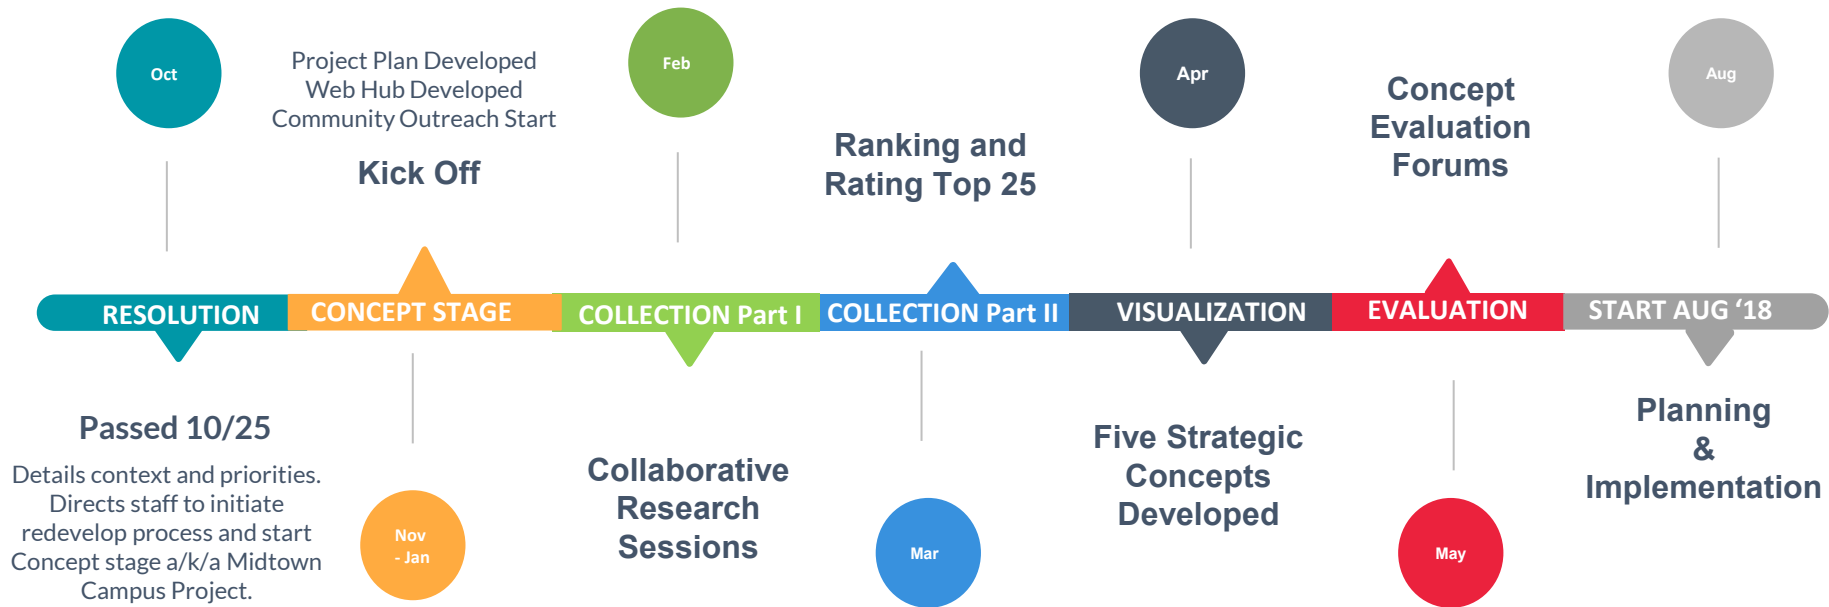 Oct
Project Plan Developed
Web Hub Developed
Community Outreach Start
Kick Off
Feb
Ranking and
Rating Top 25
Apr
Concept
Evaluation
Forums
Aug
RESOLUTION
CONCEPT STAGE
COLLECTION Part I
COLLECTION Part II
VISUALIZATION
EVALUATION
START AUG ‘18
Passed 10/25
Details context and priorities.
Directs staff to initiate
redevelop process and start
Concept stage a/k/a Midtown
Campus Project.
Nov
- Jan
Collaborative
Research
Sessions
Mar
Five Strategic
Concepts
Developed
May
Planning
&
Implementation